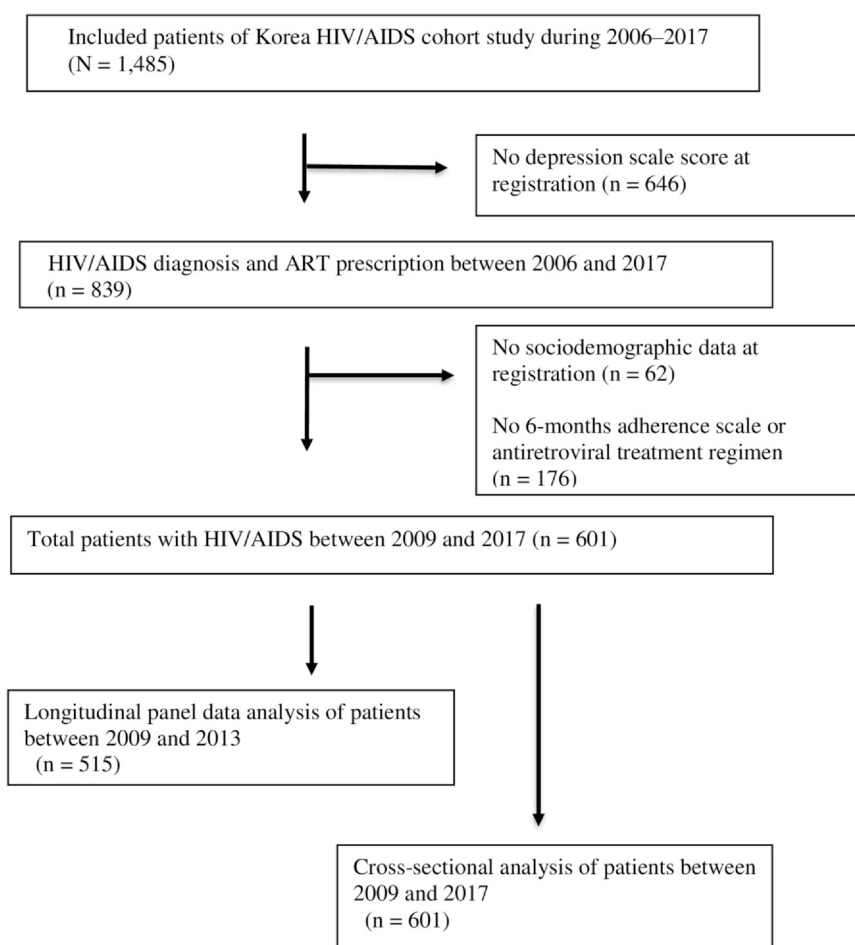 Included patients of Korea HIV/AIDS cohort study during 2006–2017
(N = 1,485)
No depression scale score at
registration (n = 646)
HIV/AIDS diagnosis and ART prescription between 2006 and 2017
(n = 839)
No sociodemographic data at
registration (n = 62)
No 6-months adherence scale or
antiretroviral treatment regimen
(n = 176)
Total patients with HIV/AIDS between 2009 and 2017 (n = 601)
Longitudinal panel data analysis of patients
between 2009 and 2013
(n = 515)
Cross-sectional analysis of patients between
2009 and 2017
(n = 601)